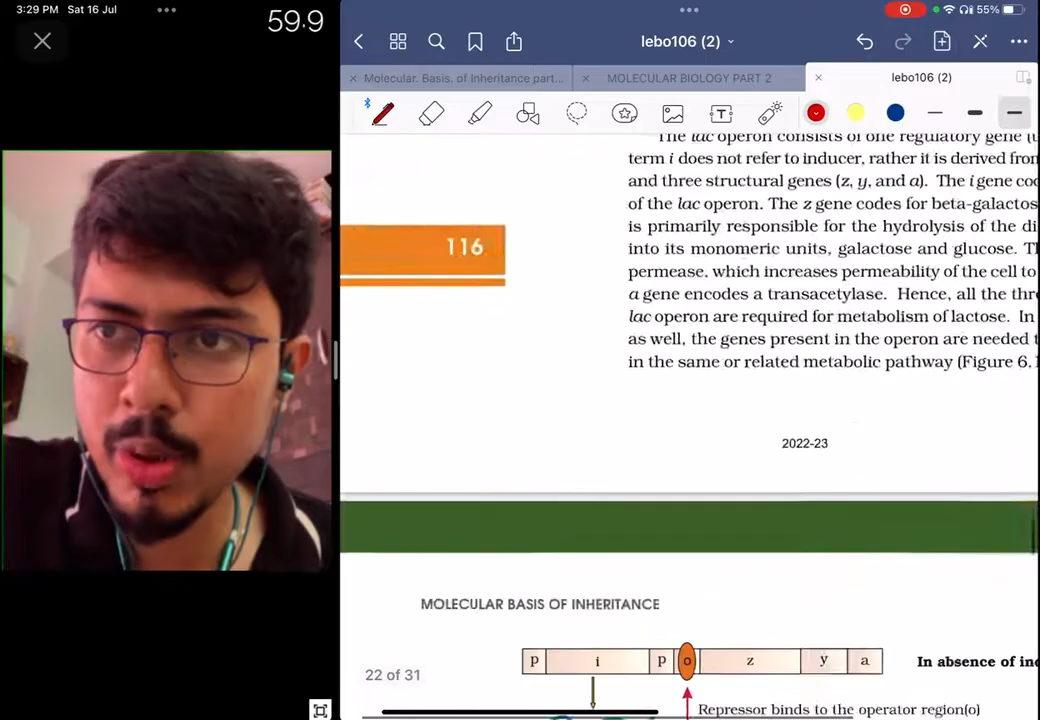 3:29 PM Sat 16 Jul
59.9
55%
lebo106 (2)
Molecular. Basis, of Inheritance part...
MOLECULAR BIOLOGY PART 2
lebo106 (2)
The lac operon consists of one regulatory gene
term i does not refer to inducer, rather it is derived from
and three structural genes (z, y, and a). The i gene
of the lac operon. The z gene codes for
is primarily responsible for the hydrolysis of the
into its monomeric units, galactose and glucose.
permease, which increases permeability of the cell to
a gene encodes a transacetylase. Hence, all the
lac operon are required for metabolism of lactose. In
as well, the genes present in the operon are needed
in the same or related metabolic pathway (Figure 6.
116
2022-23
MOLECULAR BASIS OF INHERITANCE
p i p o z y a
In absence of
22 of 31
Repressor binds to the operator region(o)